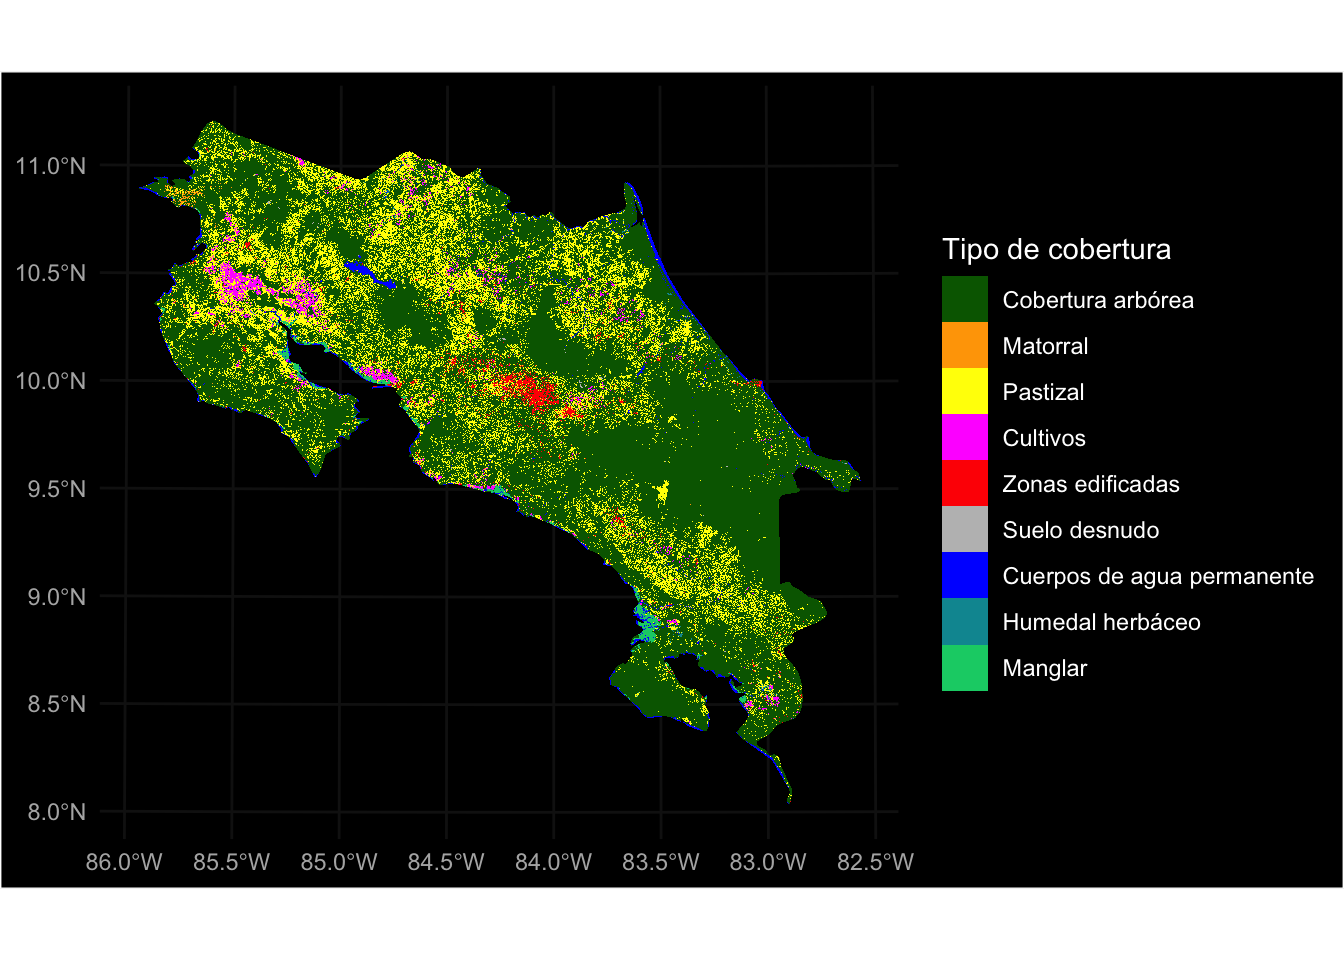 11.0°N
10.5°N
10.0°N
9.5°N
9.0°N
8.5°N
8.0°N
86.0°W 85.5°W 85.0°W 84.5°W 84.0°W 83.5°W 83.0°W 82.5°W
Tipo de cobertura
Cobertura arbórea
Matorral
Pastizal
Cultivos
Zonas edificadas
Suelo desnudo
Cuerpos de agua permanente
Humedal herbáceo
Manglar